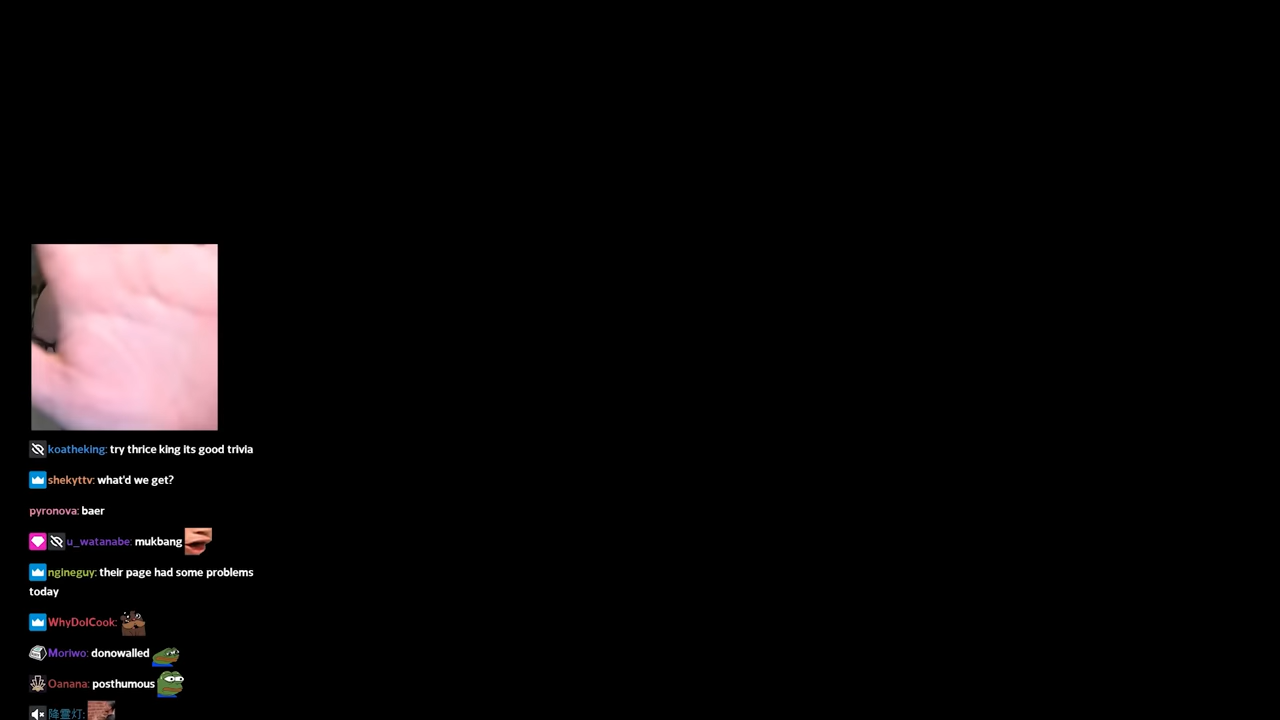 koatheking: try thrice king its good trivia
shekyttv: what'd we get?
pyronova: baer
u_watanabe: mukbang
ngineguy: their page had some problems
today
WhyDoICook:
Moriwo: donowalled
Oanana: posthumous
降霊灯: